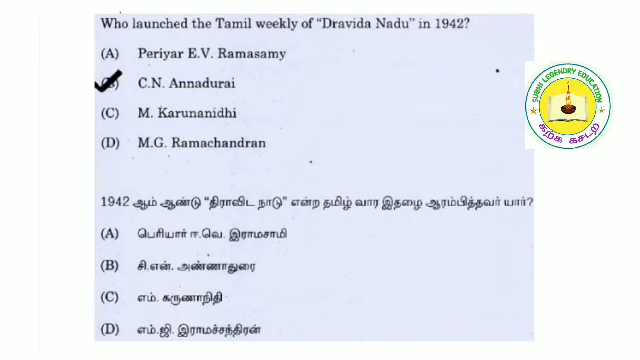 Who launched the Tamil weekly of "Dravida Nadu" in 1942?
(A) Periyar E.V. Ramasamy
(B) C.N. Annadurai
(C) M. Karunanidhi
(D) M.G. Ramachandran
1942 ஆம் ஆண்டு "திராவிட நாடு" என்ற தமிழ் வார இதழை ஆரம்பித்தவர் யார்?
(A) பெரியார் ஈ.வெ. இராமசாமி
(B) சி.என். அண்ணாதுரை
(C) எம். கருணாநிதி
(D) எம்.ஜி. இராமச்சந்திரன்
SUBHI LEGENDRY EDUCATION
கற்க கசடற